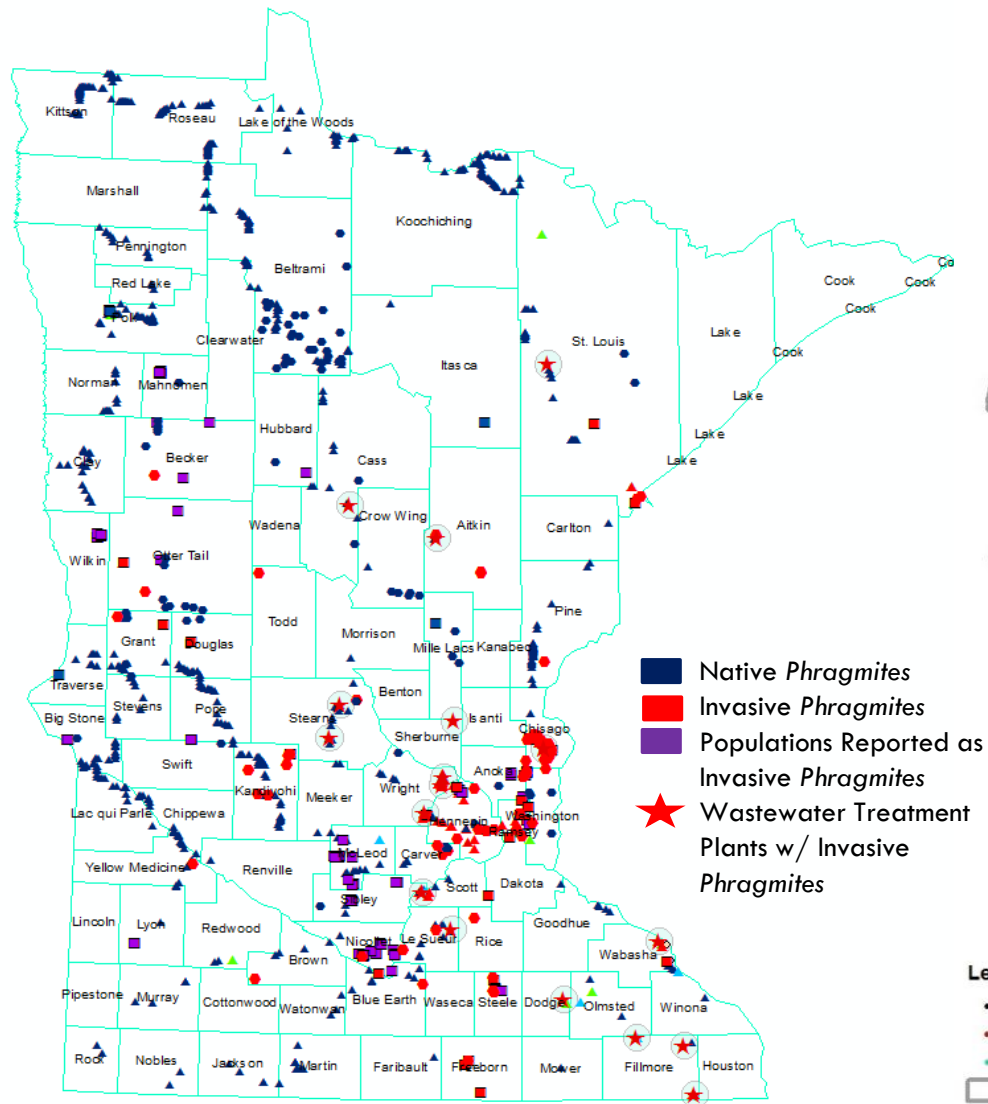 Kittson
Roseau
Lake of the Woods
Marshall
Koochiching
Pennington
Beltrami
Red Lake
Polk
Clearwater
Itasca
St. Louis
Lake
Cook
Cook
Co
Cook
Cook
Cook
Norman
Mahnomen
Lake
Hubbard
Lake
Clay
Becker
Cass
Lake
Wadena
Crow Wing
Aitkin
Carlton
Wilkin
Otter Tail
Todd
Morrison
Pine
Grant
Douglas
Mille Lacs
Kanabec
Traverse
Stevens
Pope
Benton
Big Stone
Stearns
Isanti
Sherburne
Chisago
Swift
Kandiyohi
Meeker
Wright
Anoka
Lac qui Parle
Chippewa
Hennepin
Washington
Ramsey
McLeod
Carver
Yellow Medicine
Renville
Scott
Dakota
Sibley
Lincoln
Lyon
Redwood
Goodhue
Nicollet
Le Sueur
Rice
Brown
Wabasha
Pipestone
Murray
Cottonwood
Watonwan
Blue Earth
Waseca
Steele
Dodge
Olmsted
Winona
Rock
Nobles
Jackson
Martin
Faribault
Freeborn
Mower
Fillmore
Houston
Native Phragmites
Invasive Phragmites
Populations Reported as
Invasive Phragmites
Wastewater Treatment
Plants w/ Invasive
Phragmites
Le